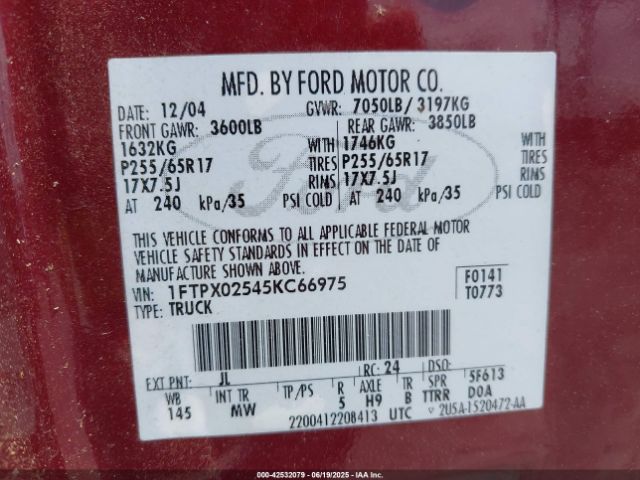 MFD. BY FORD MOTOR CO.
DATE: 12/04 GVWR: 7050LB/ 3197KG
FRONT GAWR: 3600LB REAR GAWR: 3850LB
1632KG WITH 1746KG WITH
P255/65R17 TIRES P255/65R17 TIRES
17X7.5J RIMS 17X7.5J RIMS
AT 240 kPa/35 PSI COLD AT 240 kPa/35 PSI COLD
Ford
THIS VEHICLE CONFORMS TO ALL APPLICABLE FEDERAL MOTOR
VEHICLE SAFETY STANDARDS IN EFFECT ON THE DATE OF
MANUFACTURE SHOWN ABOVE.
VIN: 1FTPX02545KC66975 F0141
TYPE: TRUCK T0773
EXT PNT: JL RC: 24 DSO:
WB INT TR TP/PS R AXLE TR SPR 5F613
145 MW 5 H9 B TTRR DOA
2200412208413 UTC ▽ 2U5A-1520472-AA
000-42532079 - 06/19/2025 - IAAI.COM